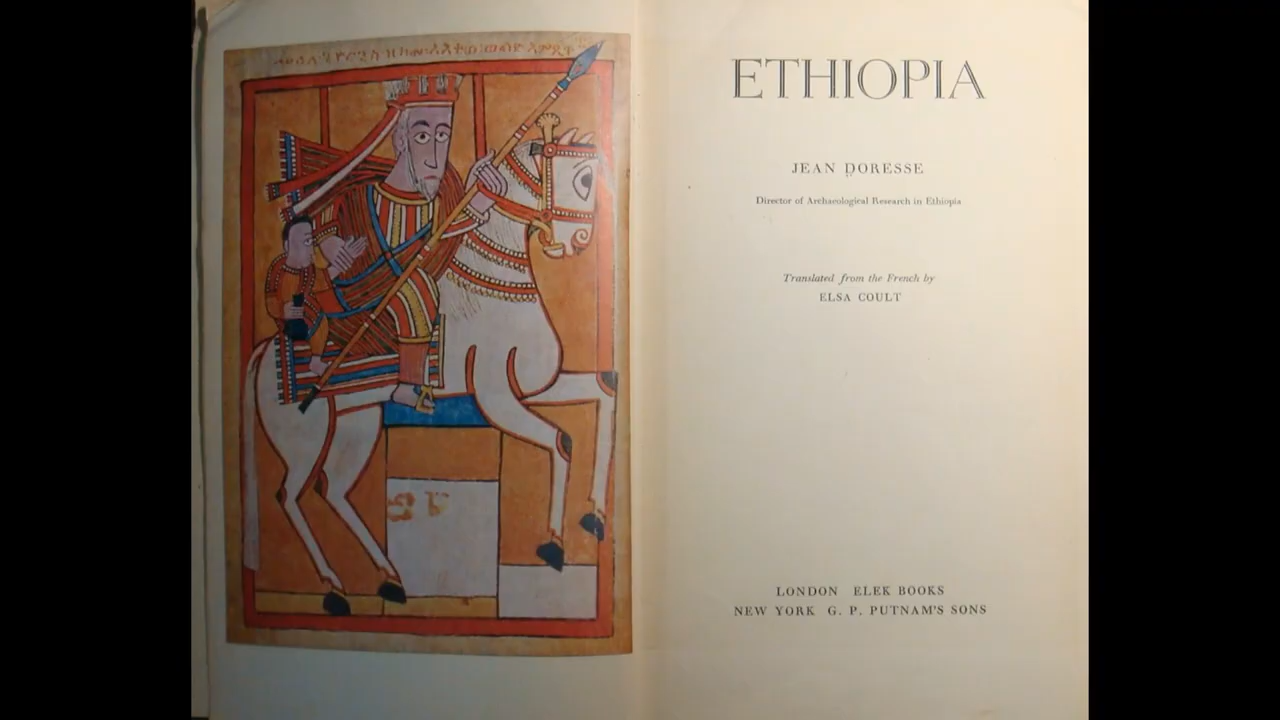 ETHIOPIA
JEAN DORESSE
Director of Archaeological Research in Ethiopia
Translated from the French by
ELSA COULT
LONDON ELEK BOOKS
NEW YORK G. P. PUTNAM'S SONS